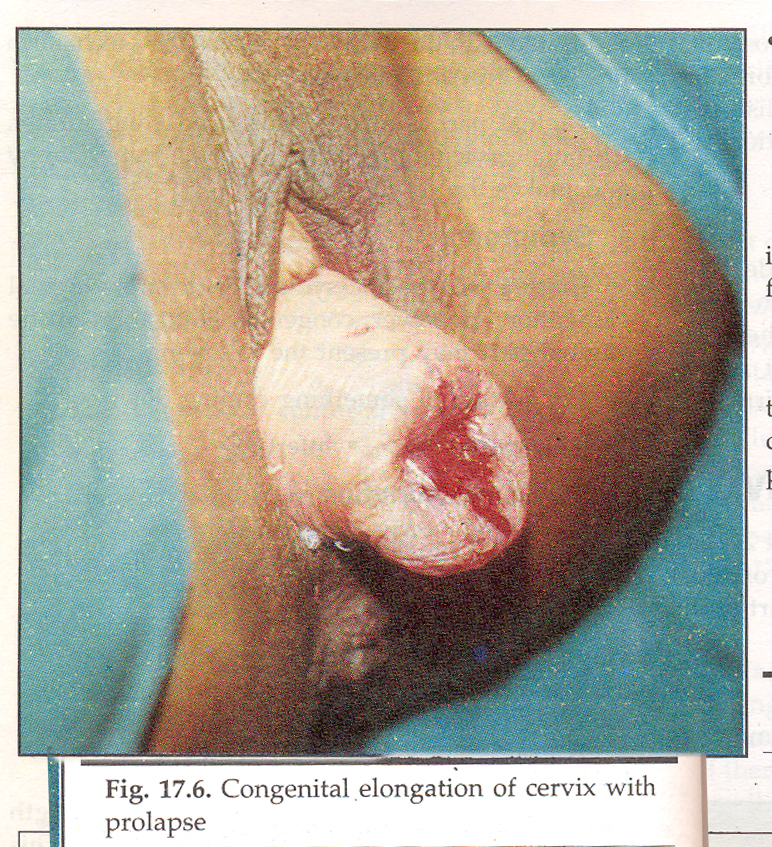 Fig. 17.6. Congenital elongation of cervix with
prolapse